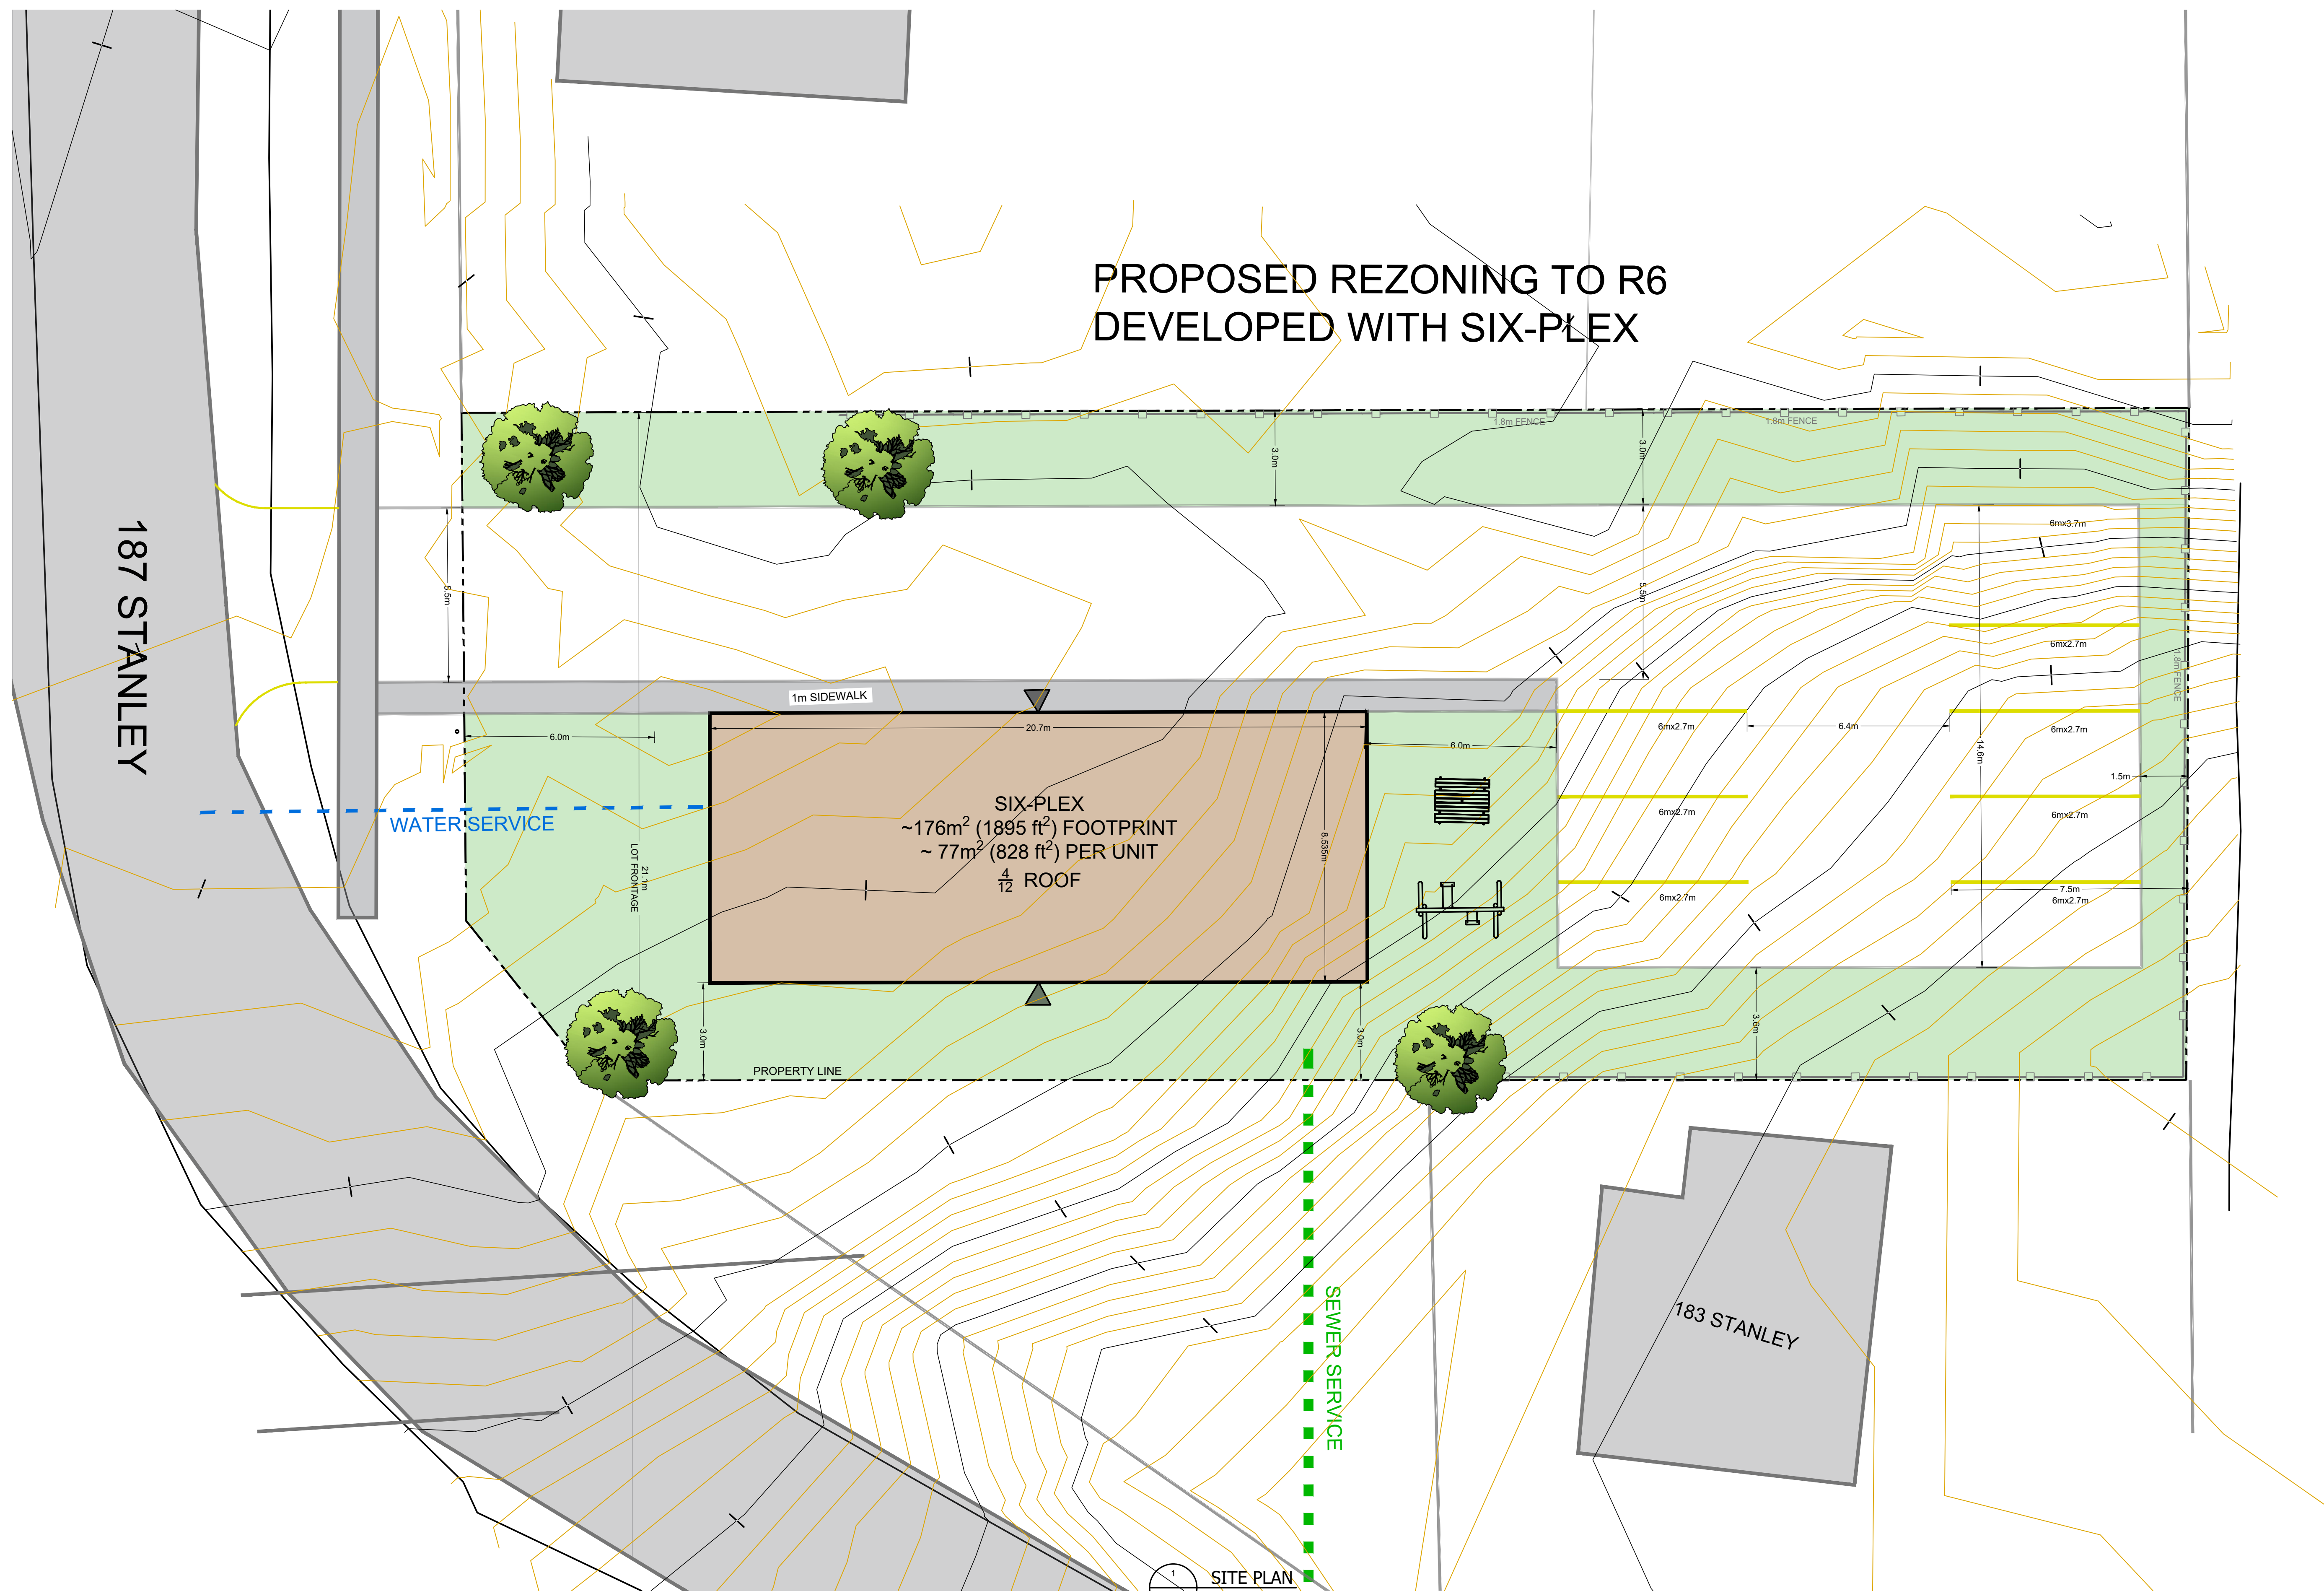 PROPOSED REZONING TO R6
DEVELOPED WITH SIX-PLEX
1.8m FENCE
1.8m FENCE
3.0m
3.0m
187 STANLEY
5.5m
5.5m
6mx3.7m
6mx2.7m
1.8m FENCE
1m SIDEWALK
6.0m
20.7m
6.0m
6mx2.7m
6.4m
6mx2.7m
14.6m
1.5m
SIX-PLEX
~176m² (1895 ft²) FOOTPRINT
~ 77m² (828 ft²) PER UNIT
4/12 ROOF
8.535m
WATER SERVICE
21.1m
LOT FRONTAGE
6mx2.7m
6mx2.7m
7.5m
6mx2.7m
6mx2.7m
3.0m
3.0m
3.6m
PROPERTY LINE
SEWER SERVICE
183 STANLEY
1
SITE PLAN